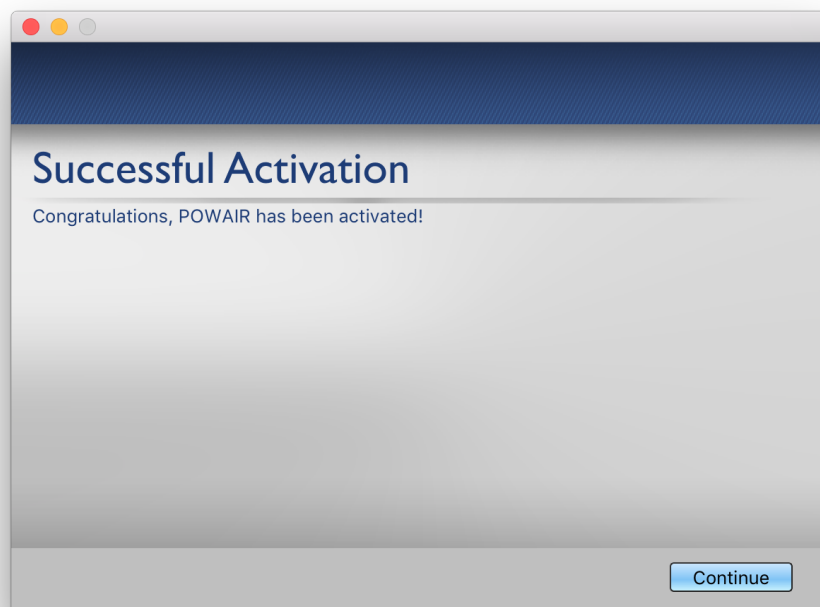 Successful Activation
Congratulations, POWAIR has been activated!
Continue